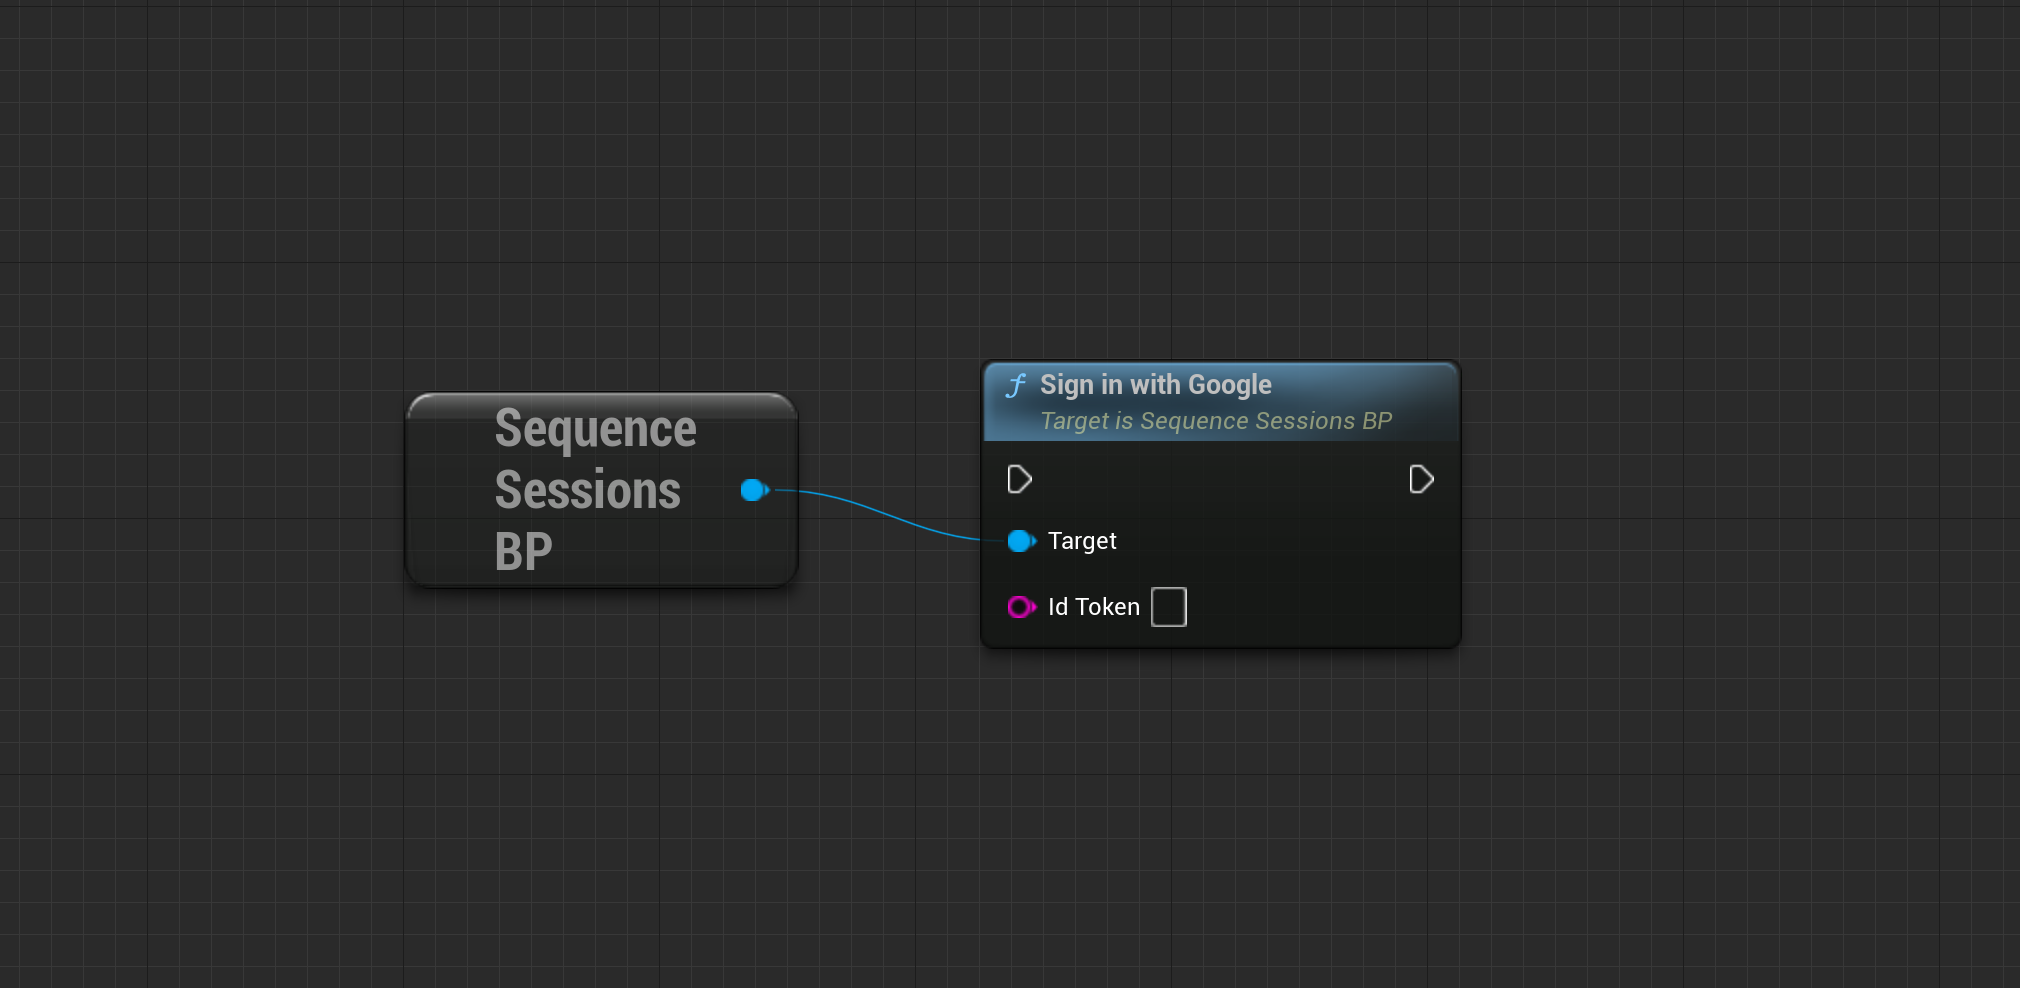 Sequence
Sessions
BP
f Sign in with Google
Target is Sequence Sessions BP
Target
Id Token